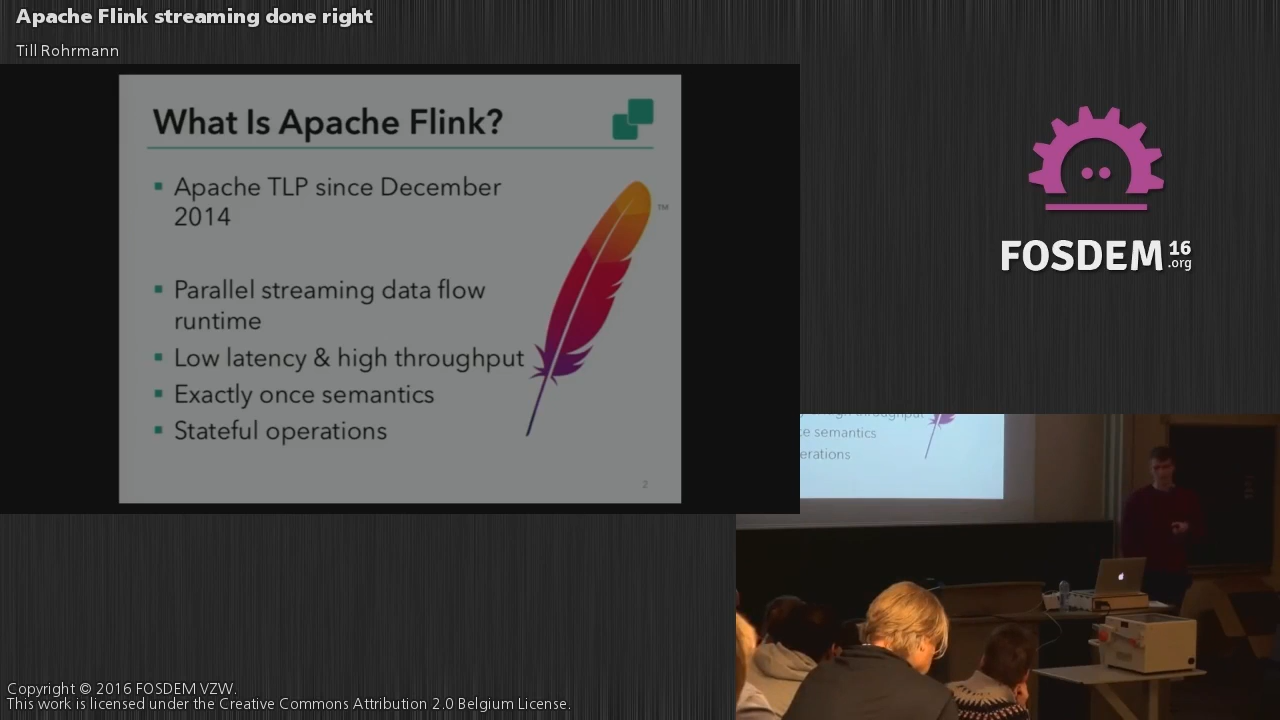 Apache Flink streaming done right
Till Rohrmann
What Is Apache Flink?
▪ Apache TLP since December
2014
TM
▪ Parallel streaming data flow
runtime
▪ Low latency & high throughput
▪ Exactly once semantics
▪ Stateful operations
2
FOSDEM 16
.org
throughput
ce semantics
erations
Copyright © 2016 FOSDEM VZW.
This work is licensed under the Creative Commons Attribution 2.0 Belgium License.